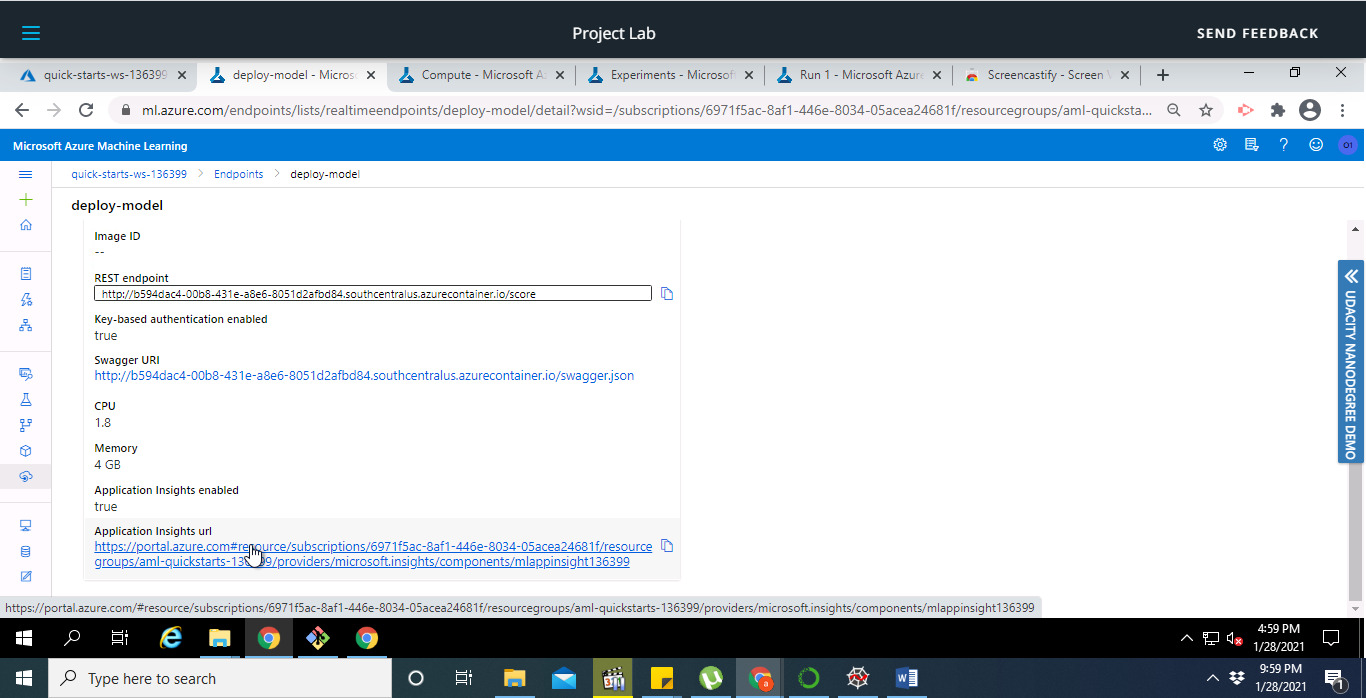 Project Lab
SEND FEEDBACK
quick-starts-ws-136399
deploy-model - Micros
Compute - Microsoft A
Experiments - Microsoft
Run 1 - Microsoft Azure
Screencastify - Screen V
ml.azure.com/endpoints/lists/realtimeendpoints/deploy-model/detail?wsid=/subscriptions/6971f5ac-8af1-446e-8034-05acea24681f/resourcegroups/aml-quicksta...
Microsoft Azure Machine Learning
O1
quick-starts-ws-136399 > Endpoints > deploy-model
deploy-model
Image ID
--
REST endpoint
http://b594dac4-00b8-431e-a8e6-8051d2afbd84.southcentralus.azurecontainer.io/score
Key-based authentication enabled
true
Swagger URI
http://b594dac4-00b8-431e-a8e6-8051d2afbd84.southcentralus.azurecontainer.io/swagger.json
CPU
1.8
Memory
4 GB
Application Insights enabled
true
Application Insights url
https://portal.azure.com#resource/subscriptions/6971f5ac-8af1-446e-8034-05acea24681f/resource
groups/aml-quickstarts-136399/providers/microsoft.insights/components/mlappinsight136399
UDACITY NANODEGREE DEMO
https://portal.azure.com/#resource/subscriptions/6971f5ac-8af1-446e-8034-05acea24681f/resourcegroups/aml-quickstarts-136399/providers/microsoft.insights/components/mlappinsight136399
4:59 PM
1/28/2021
Type here to search
9:59 PM
1/28/2021
1